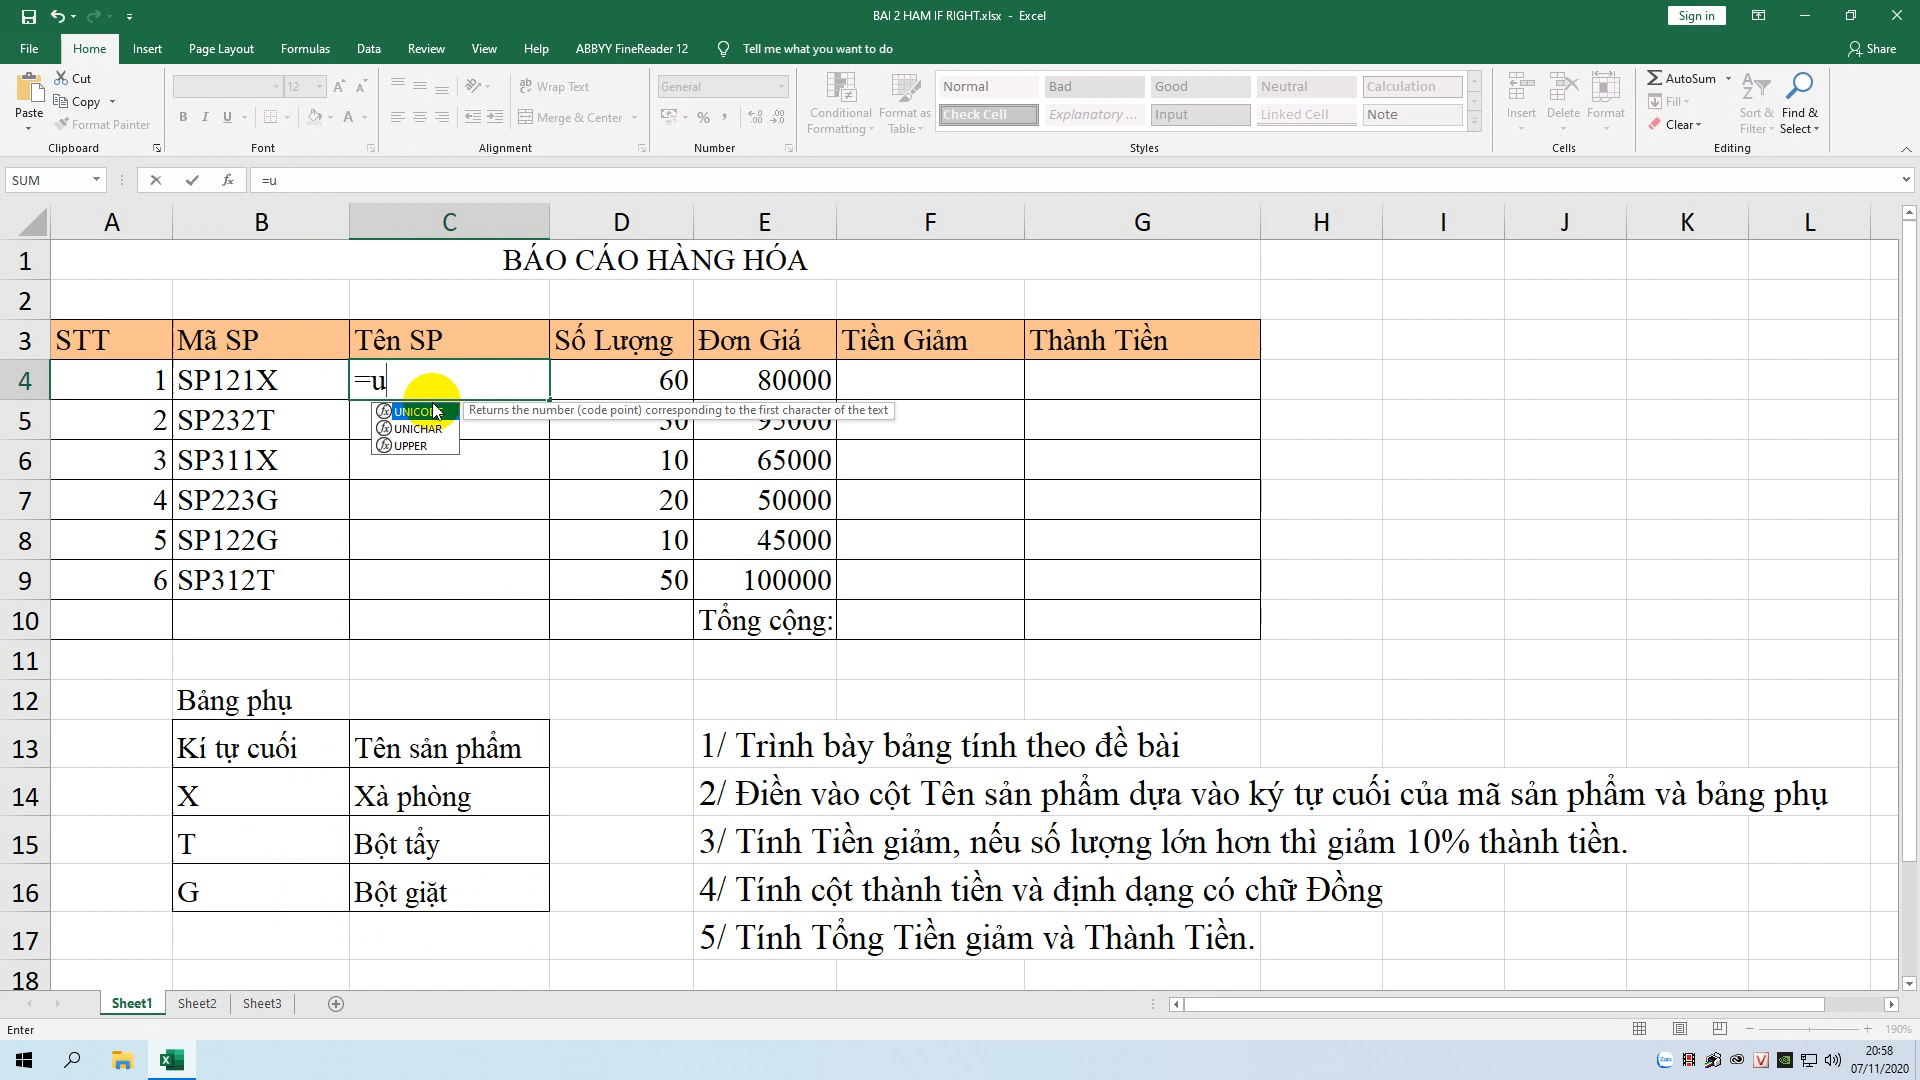 BAI 2 HAM IF RIGHT.xlsx - Excel
Sign in
File Home Insert Page Layout Formulas Data Review View Help ABBYY FineReader 12 Tell me what you want to do Share
Paste Cut Copy Format Painter Clipboard
12 B I U Font
Wrap Text Merge & Center Alignment
General % , Number
Conditional Formatting Format as Table
Normal Bad Good Neutral Calculation
Check Cell Explanatory ... Input Linked Cell Note
Styles
Insert Delete Format Cells
AutoSum Fill Clear Sort & Filter Find & Select Editing
SUM fx =u
A B C D E F G H I J K L
1 BÁO CÁO HÀNG HÓA
2
3 STT Mã SP Tên SP Số Lượng Đơn Giá Tiền Giảm Thành Tiền
4 1 SP121X =u 60 80000
UNICODE Returns the number (code point) corresponding to the first character of the text
UNICHAR
UPPER
5 2 SP232T 95000
6 3 SP311X 10 65000
7 4 SP223G 20 50000
8 5 SP122G 10 45000
9 6 SP312T 50 100000
10 Tổng cộng:
11
12 Bảng phụ
13 Kí tự cuối Tên sản phẩm 1/ Trình bày bảng tính theo đề bài
14 X Xà phòng 2/ Điền vào cột Tên sản phẩm dựa vào ký tự cuối của mã sản phẩm và bảng phụ
15 T Bột tẩy 3/ Tính Tiền giảm, nếu số lượng lớn hơn thì giảm 10% thành tiền.
16 G Bột giặt 4/ Tính cột thành tiền và định dạng có chữ Đồng
17 5/ Tính Tổng Tiền giảm và Thành Tiền.
18
Sheet1 Sheet2 Sheet3
Enter 190%
20:58
07/11/2020